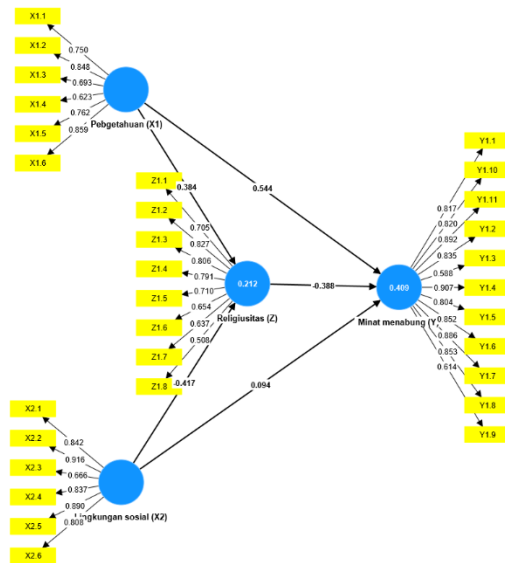 X1.1
X1.2
X1.3
X1.4
X1.5
X1.6
0.750
0.848
0.693
0.623
0.762
0.859
Pebgetahuan (X1)
0.384
0.544
Z1.1
Z1.2
Z1.3
Z1.4
Z1.5
Z1.6
Z1.7
Z1.8
0.705
0.827
0.806
0.791
0.710
0.654
0.637
0.508
0.212
Religiusitas (Z)
-0.388
-0.417
0.094
0.409
Minat menabung (Y
Y1.1
Y1.10
Y1.11
Y1.2
Y1.3
Y1.4
Y1.5
Y1.6
Y1.7
Y1.8
Y1.9
0.817
0.820
0.892
0.835
0.588
0.907
0.804
0.852
0.886
0.853
0.614
X2.1
X2.2
X2.3
X2.4
X2.5
X2.6
0.842
0.916
0.666
0.837
0.890
0.808
Lingkungan sosial (X2)